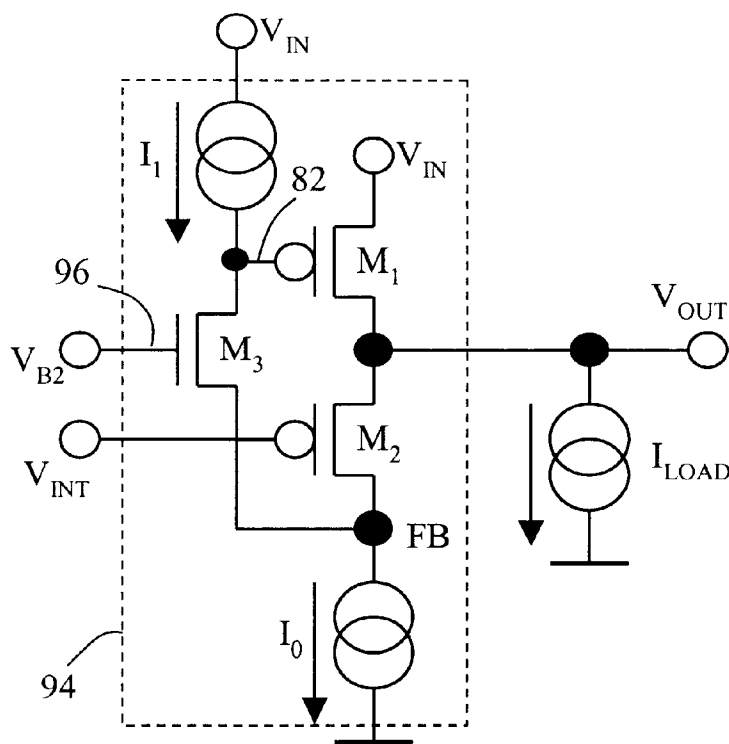 V_IN
I_1
82
V_IN
96
M_1
V_OUT
V_B2
M_3
V_INT
M_2
I_LOAD
FB
I_0
94